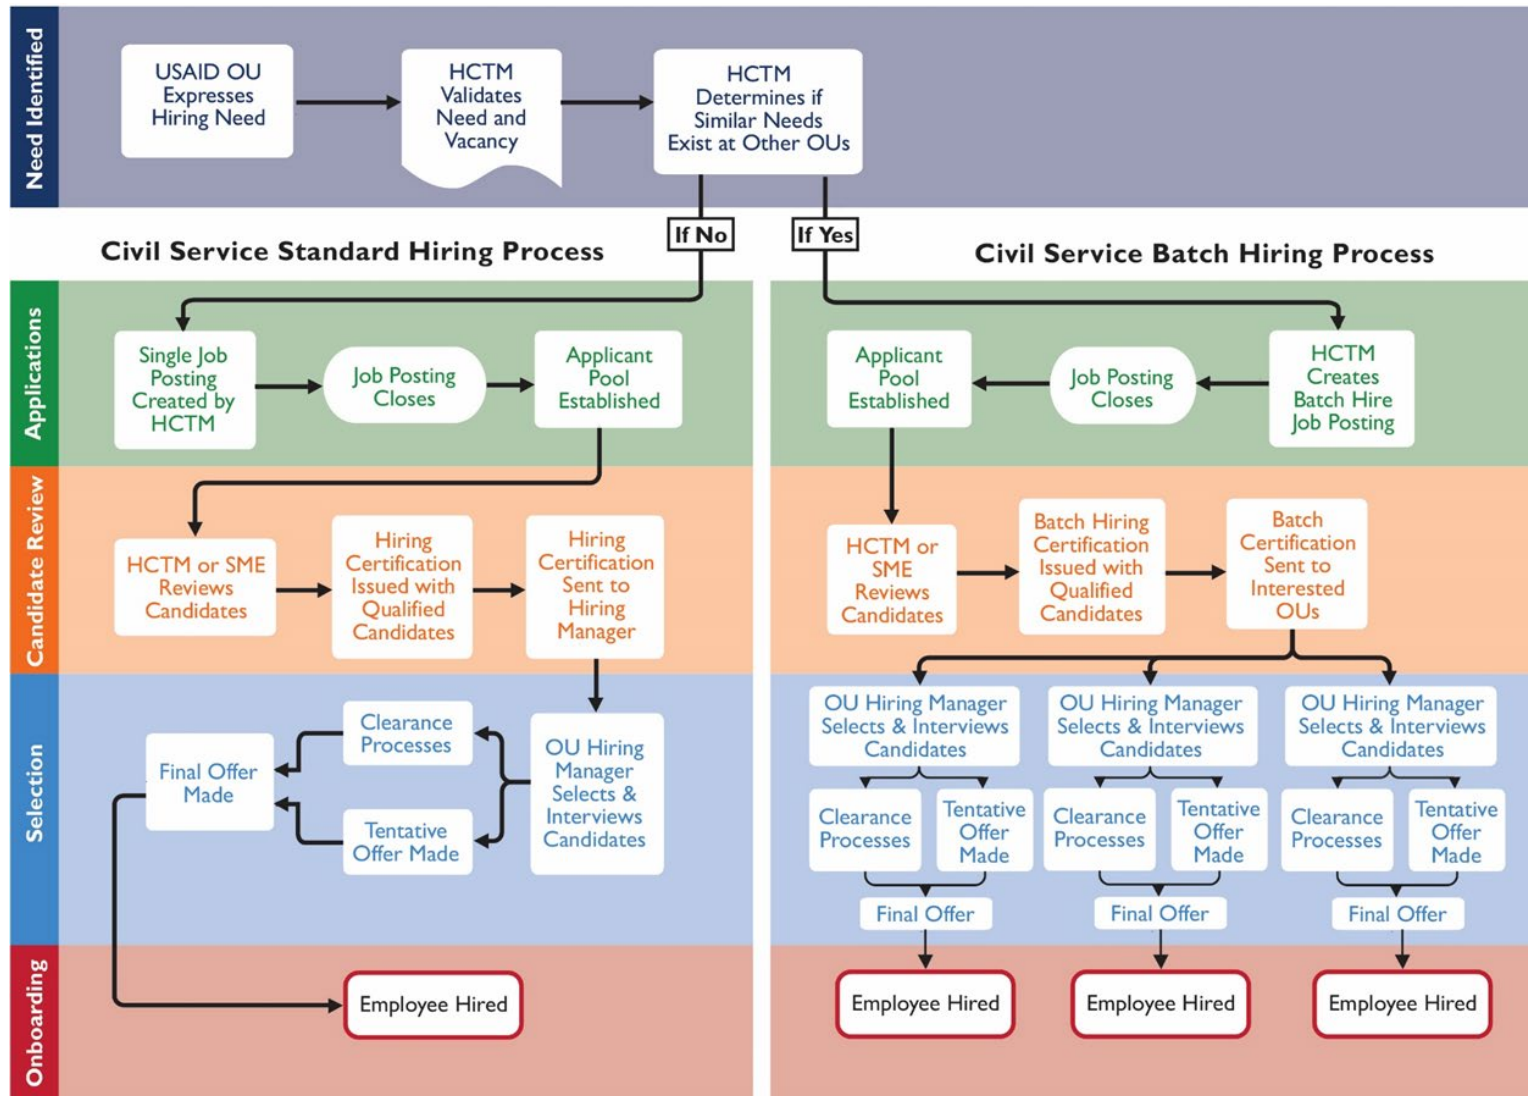 Need Identified
USAID OU
Expresses
Hiring Need
HCTM
Validates
Need and
Vacancy
HCTM
Determines if
Similar Needs
Exist at Other OUs
If No
If Yes
Civil Service Standard Hiring Process
Civil Service Batch Hiring Process
Applications
Single Job
Posting
Created by
HCTM
Job Posting
Closes
Applicant
Pool
Established
Applicant
Pool
Established
Job Posting
Closes
HCTM
Creates
Batch Hire
Job Posting
Candidate Review
HCTM or SME
Reviews
Candidates
Hiring
Certification
Issued with
Qualified
Candidates
Hiring
Certification
Sent to
Hiring
Manager
HCTM or
SME
Reviews
Candidates
Batch Hiring
Certification
Issued with
Qualified
Candidates
Batch
Certification
Sent to
Interested
OUs
Selection
Final Offer
Made
Clearance
Processes
Tentative
Offer Made
OU Hiring
Manager
Selects &
Interviews
Candidates
OU Hiring Manager
Selects & Interviews
Candidates
OU Hiring Manager
Selects & Interviews
Candidates
OU Hiring Manager
Selects & Interviews
Candidates
Clearance
Processes
Tentative
Offer
Made
Clearance
Processes
Tentative
Offer
Made
Clearance
Processes
Tentative
Offer
Made
Final Offer
Final Offer
Final Offer
Onboarding
Employee Hired
Employee Hired
Employee Hired
Employee Hired